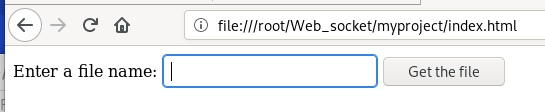 file:///root/Web_socket/myproject/index.html
Enter a file name: Get the file